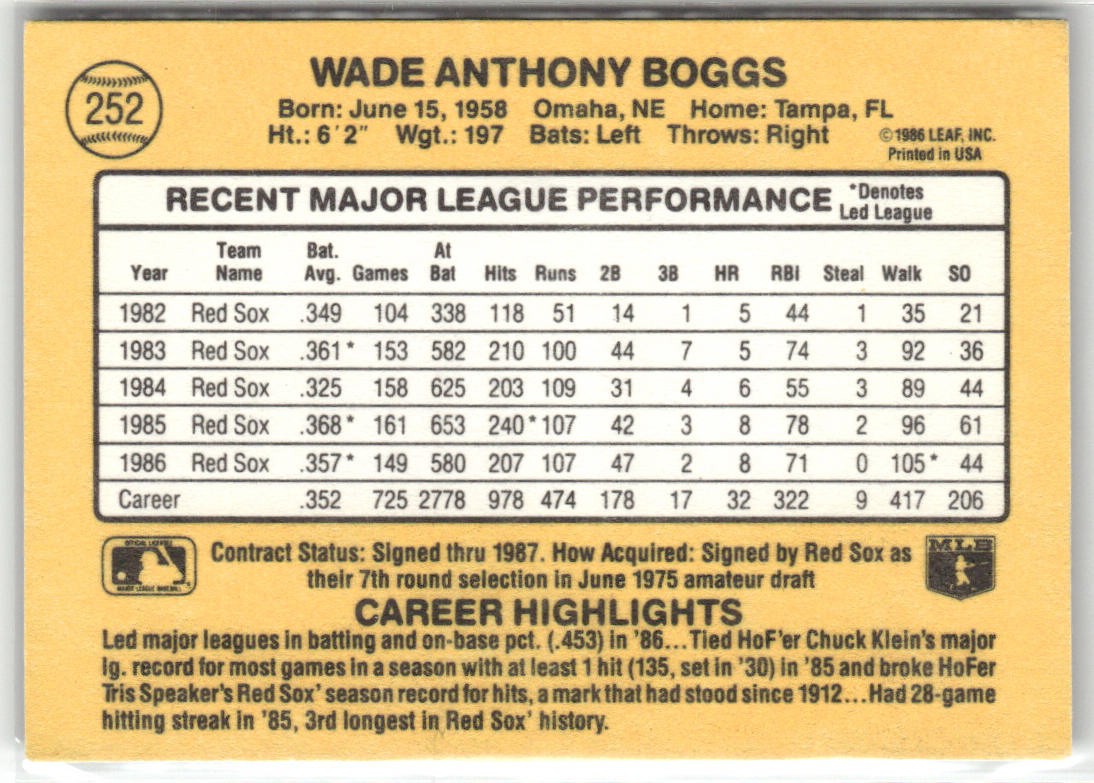 252
WADE ANTHONY BOGGS
Born: June 15, 1958 Omaha, NE Home: Tampa, FL
Ht.: 6'2" Wgt.: 197 Bats: Left Throws: Right
©1986 LEAF, INC.
Printed in USA
RECENT MAJOR LEAGUE PERFORMANCE
*Denotes
Led League
Year Team Name Bat. Avg. Games At Bat Hits Runs 2B 3B HR RBI Steal Walk SO
1982 Red Sox .349 104 338 118 51 14 1 5 44 1 35 21
1983 Red Sox .361* 153 582 210 100 44 7 5 74 3 92 36
1984 Red Sox .325 158 625 203 109 31 4 6 55 3 89 44
1985 Red Sox .368* 161 653 240* 107 42 3 8 78 2 96 61
1986 Red Sox .357* 149 580 207 107 47 2 8 71 0 105* 44
Career .352 725 2778 978 474 178 17 32 322 9 417 206
OFFICIAL LICENSEE
MAJOR LEAGUE BASEBALL
Contract Status: Signed thru 1987. How Acquired: Signed by Red Sox as
their 7th round selection in June 1975 amateur draft
MLB
CAREER HIGHLIGHTS
Led major leagues in batting and on-base pct. (.453) in '86...Tied HoF'er Chuck Klein's major
lg. record for most games in a season with at least 1 hit (135, set in '30) in '85 and broke HoFer
Tris Speaker's Red Sox' season record for hits, a mark that had stood since 1912...Had 28-game
hitting streak in '85, 3rd longest in Red Sox' history.